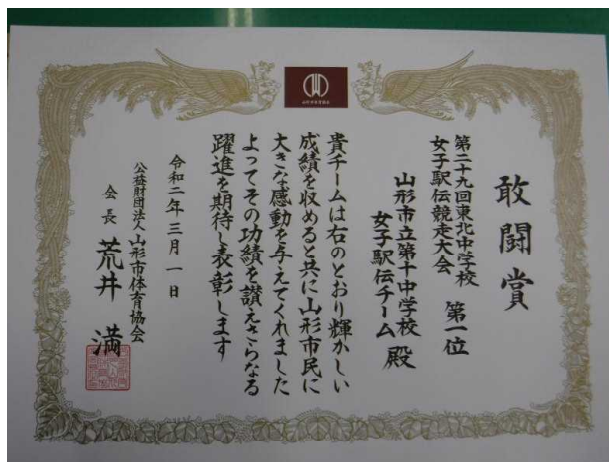 敢闘賞
第二十九回東北中学校
女子駅伝競走大会 第一位
山形市立第十中学校
女子駅伝チーム 殿
貴チームは右のとおり輝かしい
成績を収めると共に山形市民に
大きな感動を与えてくれました
よってその功績を讃えさらなる
躍進を期待し表彰します
令和二年三月一日
公益財団法人山形市体育協会
会長 荒井 満